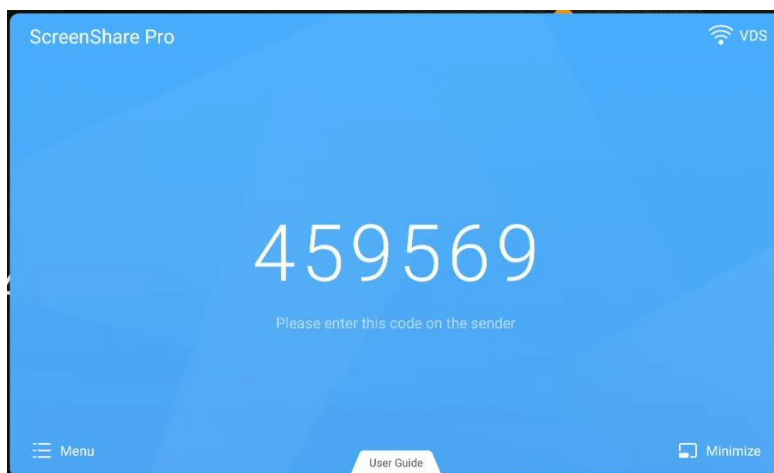 ScreenShare Pro
VDS
459569
Please enter this code on the sender
Menu
User Guide
Minimize